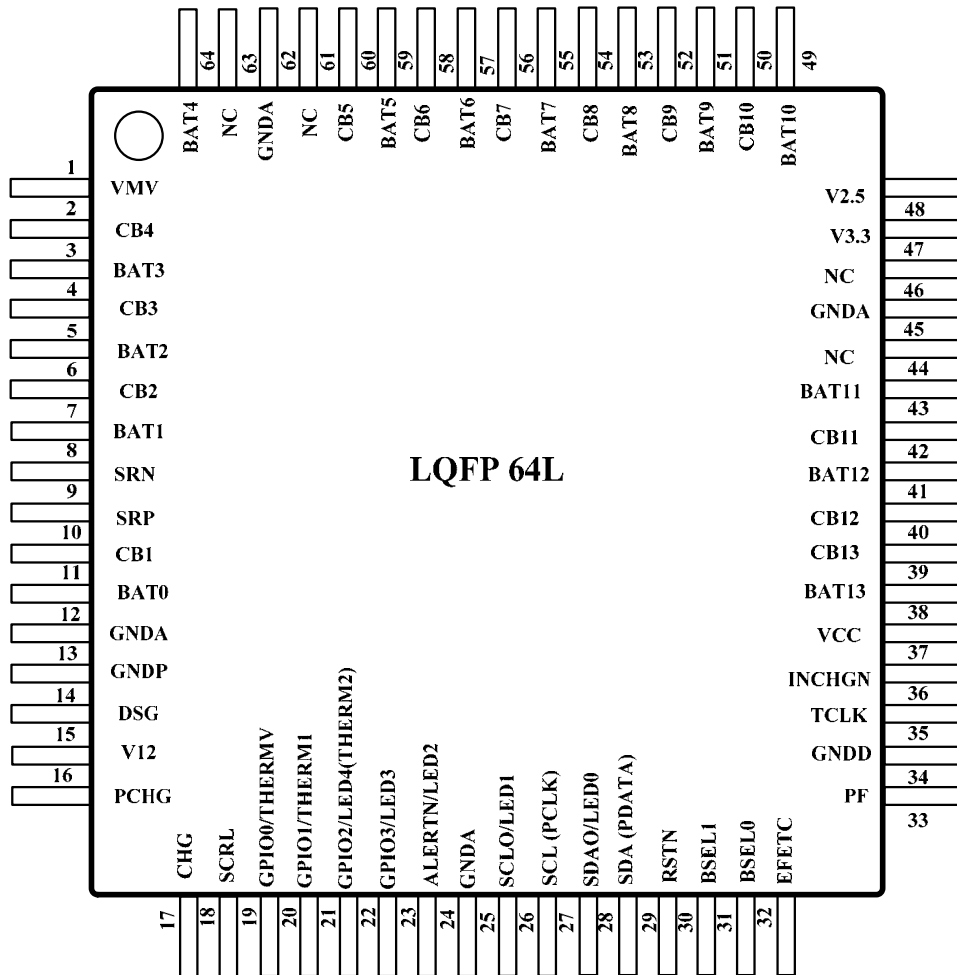 64 63 62 61 60 59 58 57 56 55 54 53 52 51 50 49
BAT4 NC GNDA NC CB5 BAT5 CB6 BAT6 CB7 BAT7 CB8 BAT8 CB9 BAT9 CB10 BAT10
1 VMV
2 CB4
3 BAT3
4 CB3
5 BAT2
6 CB2
7 BAT1
8 SRN
9 SRP
10 CB1
11 BAT0
12 GNDA
13 GNDP
14 DSG
15 V12
16 PCHG
LQFP 64L
V2.5 48
V3.3 47
NC 46
GNDA 45
NC 44
BAT11 43
CB11 42
BAT12 41
CB12 40
CB13 39
BAT13 38
VCC 37
INCHGN 36
TCLK 35
GNDD 34
PF 33
CHG
SCRL
GPIO0/THERMV
GPIO1/THERM1
GPIO2/LED4(THERM2)
GPIO3/LED3
ALERTN/LED2
GNDA
SCLO/LED1
SCL (PCLK)
SDAO/LED0
SDA (PDATA)
RSTN
BSEL1
BSEL0
EFETC
17 18 19 20 21 22 23 24 25 26 27 28 29 30 31 32